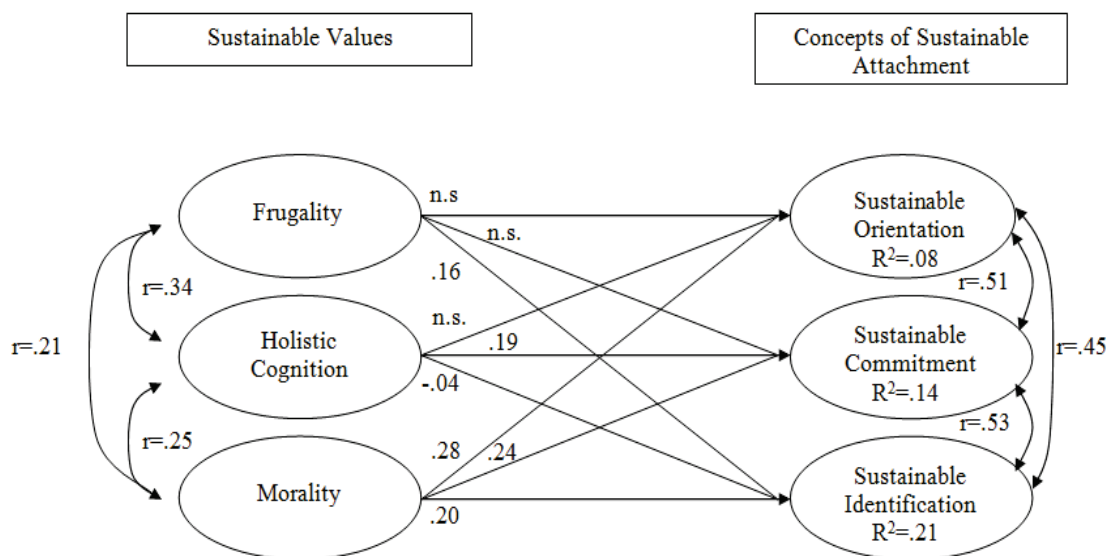 Sustainable Values
Concepts of Sustainable
Attachment
Frugality
n.s
n.s.
.16
Sustainable
Orientation
R²=.08
r=.34
r=.51
r=.21
Holistic
Cognition
n.s.
.19
-.04
Sustainable
Commitment
R²=.14
r=.45
r=.25
r=.53
Morality
.28
.24
.20
Sustainable
Identification
R²=.21